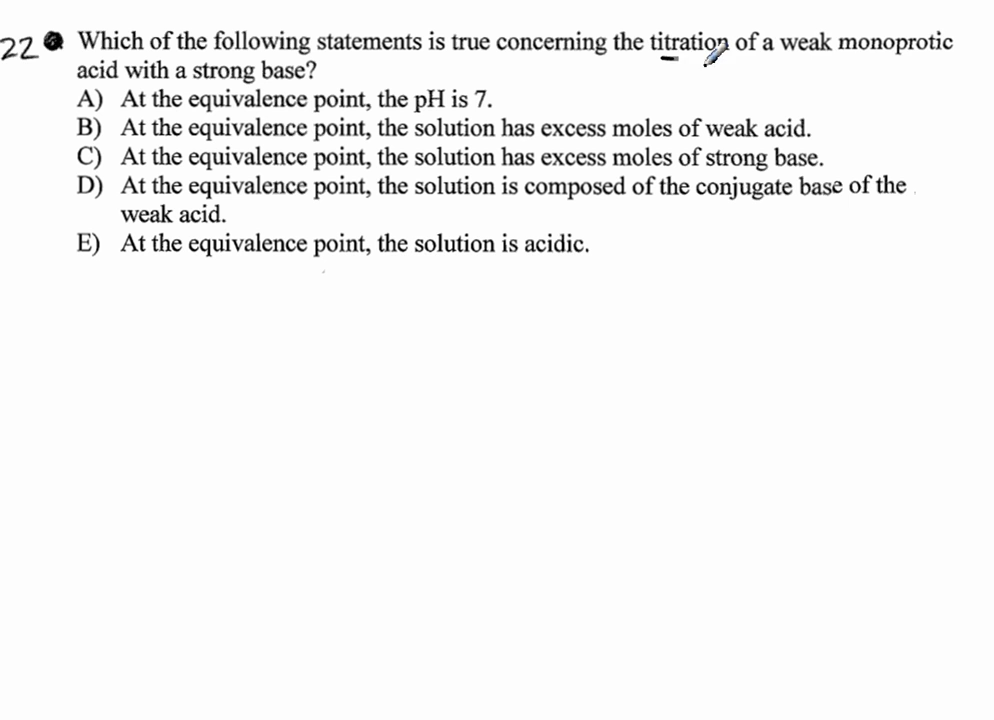 22 Which of the following statements is true concerning the titration of a weak monoprotic
acid with a strong base?
A) At the equivalence point, the pH is 7.
B) At the equivalence point, the solution has excess moles of weak acid.
C) At the equivalence point, the solution has excess moles of strong base.
D) At the equivalence point, the solution is composed of the conjugate base of the
weak acid.
E) At the equivalence point, the solution is acidic.